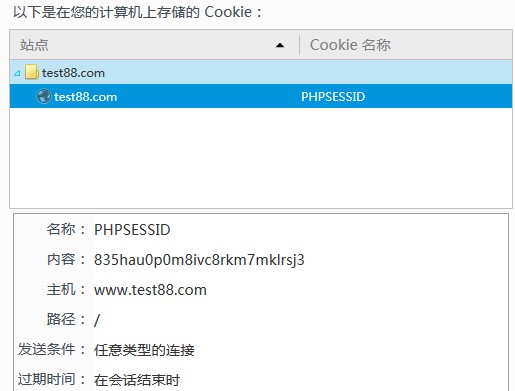 以下是在您的计算机上存储的 Cookie：
站点 Cookie 名称
test88.com
test88.com PHPSESSID
名称： PHPSESSID
内容： 835hau0p0m8ivc8rkm7mklrsj3
主机： www.test88.com
路径： /
发送条件： 任意类型的连接
过期时间： 在会话结束时